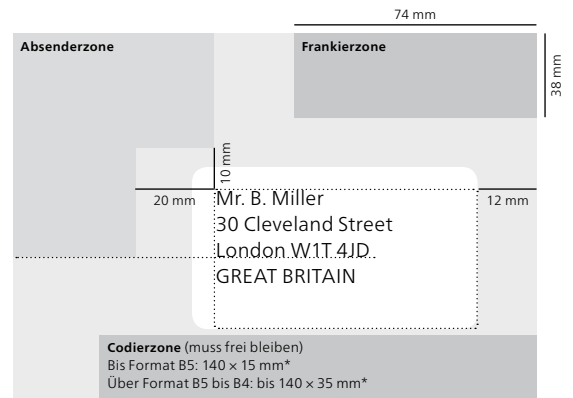 74 mm
Absenderzone
Frankierzone
38 mm
10 mm
20 mm
12 mm
Mr. B. Miller
30 Cleveland Street
London W1T 4JD
GREAT BRITAIN
Codierzone (muss frei bleiben)
Bis Format B5: 140 × 15 mm*
Über Format B5 bis B4: bis 140 × 35 mm*